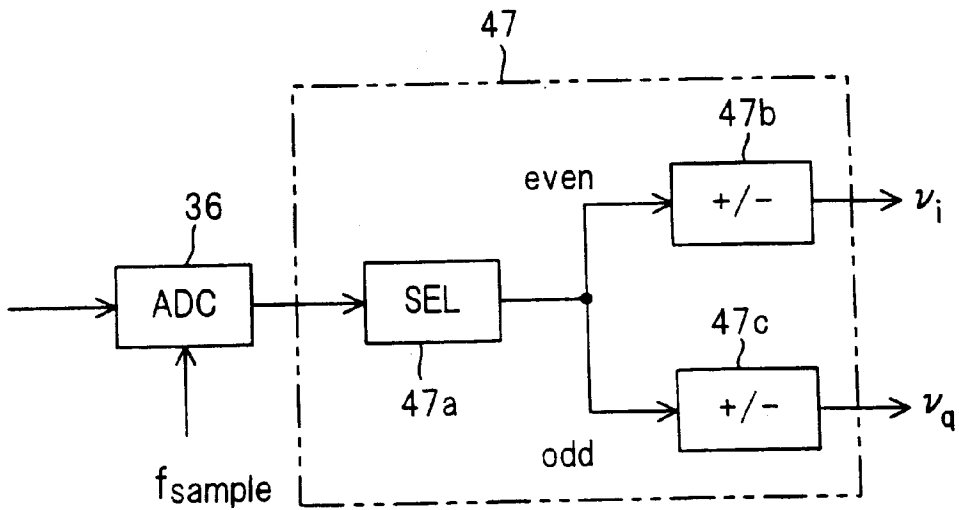 47
47b
even
+/-
νi
36
ADC
SEL
47c
47a
+/-
νq
odd
fsample